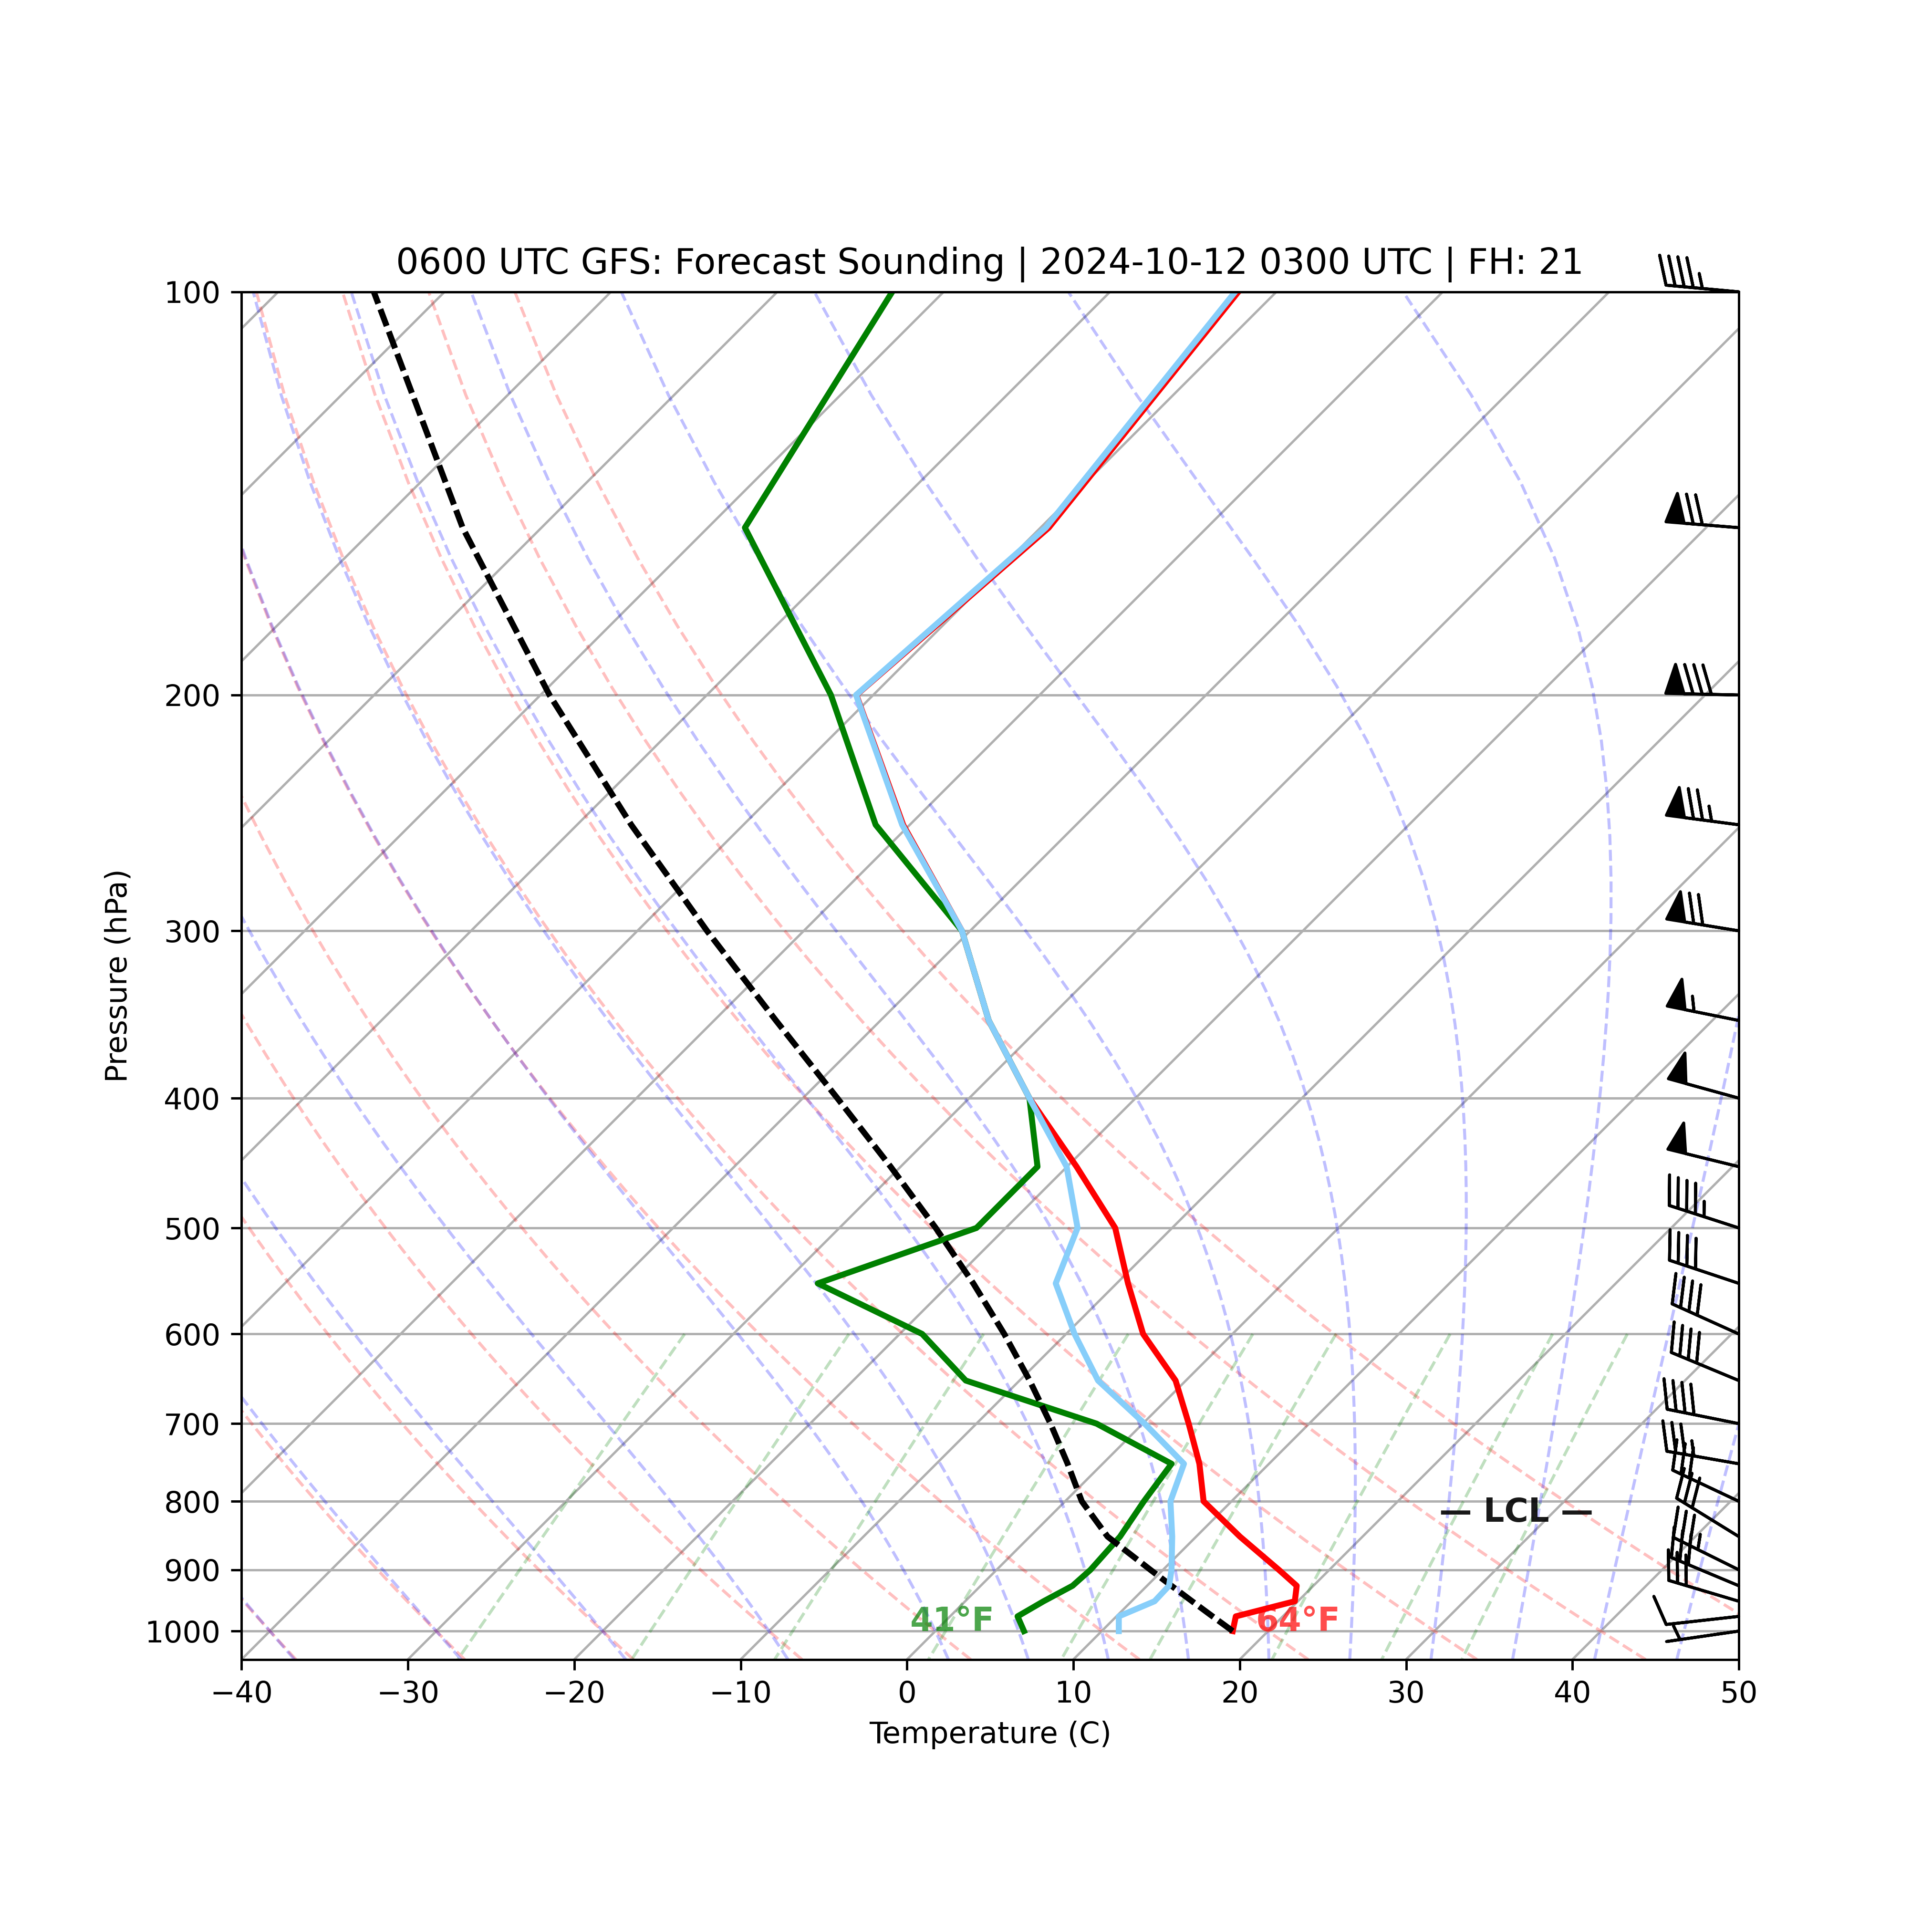 0600 UTC GFS: Forecast Sounding | 2024-10-12 0300 UTC | FH: 21
100
200
300
400
500
600
700
800
900
1000
Pressure (hPa)
— LCL —
41°F
64°F
−40 −30 −20 −10 0 10 20 30 40 50
Temperature (C)